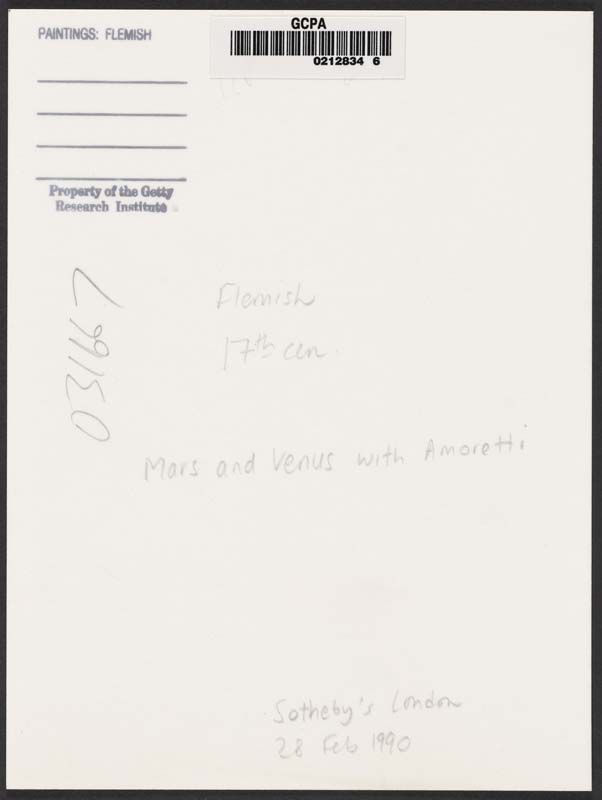 PAINTINGS: FLEMISH
GCPA
0212834 6
Property of the Getty
Research Institute
031667
Flemish
17th cen.
Mars and Venus with Amoretti
Sotheby's London
28 Feb 1990